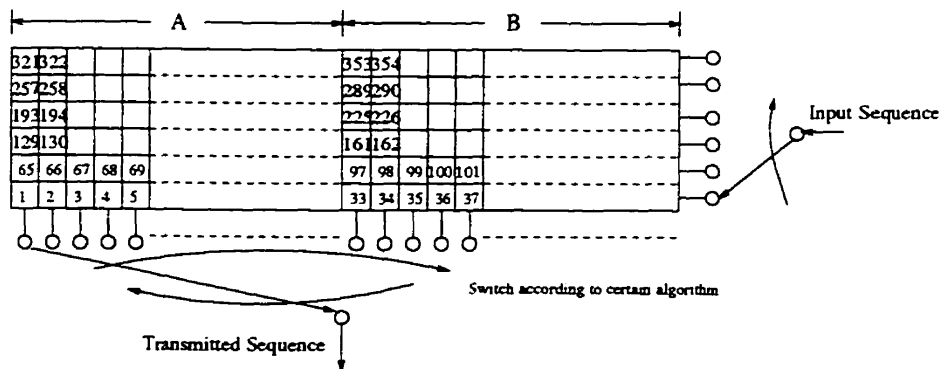 A B
321 322 353 354
257 258 289 290
193 194 225 226
129 130 161 162
65 66 67 68 69 97 98 99 100 101
1 2 3 4 5 33 34 35 36 37
Input Sequence
Switch according to certain algorithm
Transmitted Sequence